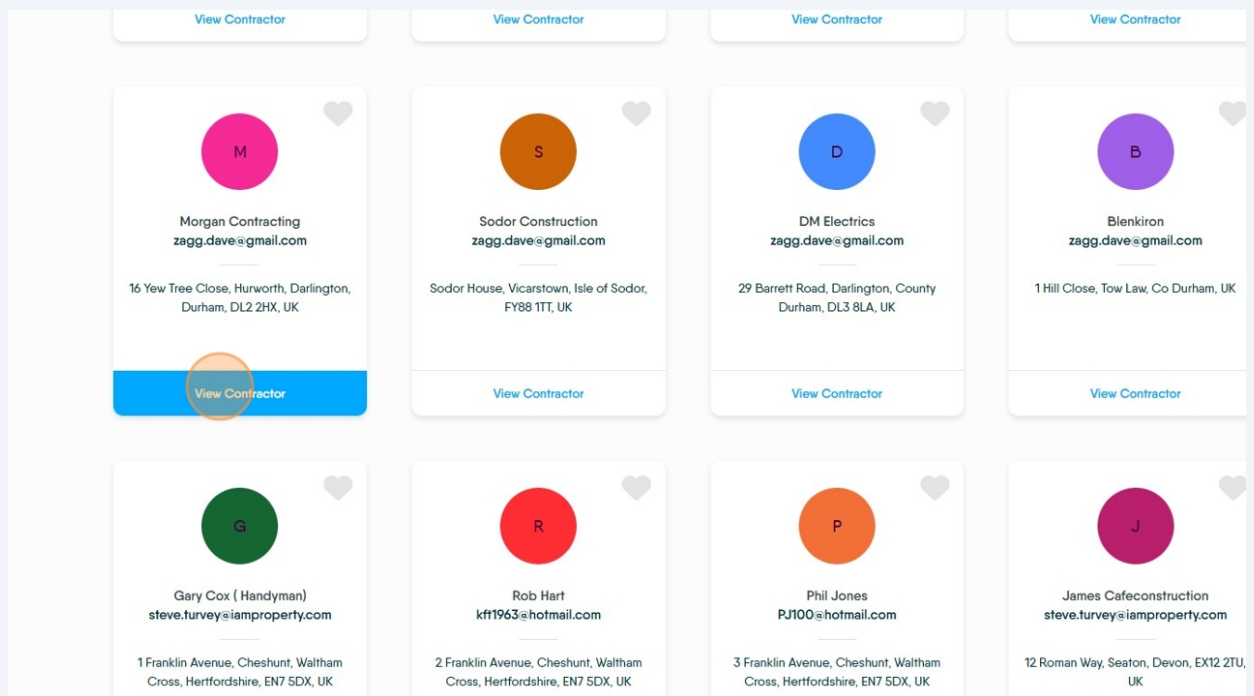 View Contractor
View Contractor
View Contractor
View Contractor
M
Morgan Contracting
zagg.dave@gmail.com
16 Yew Tree Close, Hurworth, Darlington,
Durham, DL2 2HX, UK
View Contractor
S
Sodor Construction
zagg.dave@gmail.com
Sodor House, Vicarstown, Isle of Sodor,
FY88 1TT, UK
View Contractor
D
DM Electrics
zagg.dave@gmail.com
29 Barrett Road, Darlington, County
Durham, DL3 8LA, UK
View Contractor
B
Blenkiron
zagg.dave@gmail.com
1 Hill Close, Tow Law, Co Durham, UK
View Contractor
G
Gary Cox ( Handyman)
steve.turvey@iamproperty.com
1 Franklin Avenue, Cheshunt, Waltham
Cross, Hertfordshire, EN7 5DX, UK
R
Rob Hart
kft1963@hotmail.com
2 Franklin Avenue, Cheshunt, Waltham
Cross, Hertfordshire, EN7 5DX, UK
P
Phil Jones
PJ100@hotmail.com
3 Franklin Avenue, Cheshunt, Waltham
Cross, Hertfordshire, EN7 5DX, UK
J
James Cafeconstruction
steve.turvey@iamproperty.com
12 Roman Way, Seaton, Devon, EX12 2TU,
UK